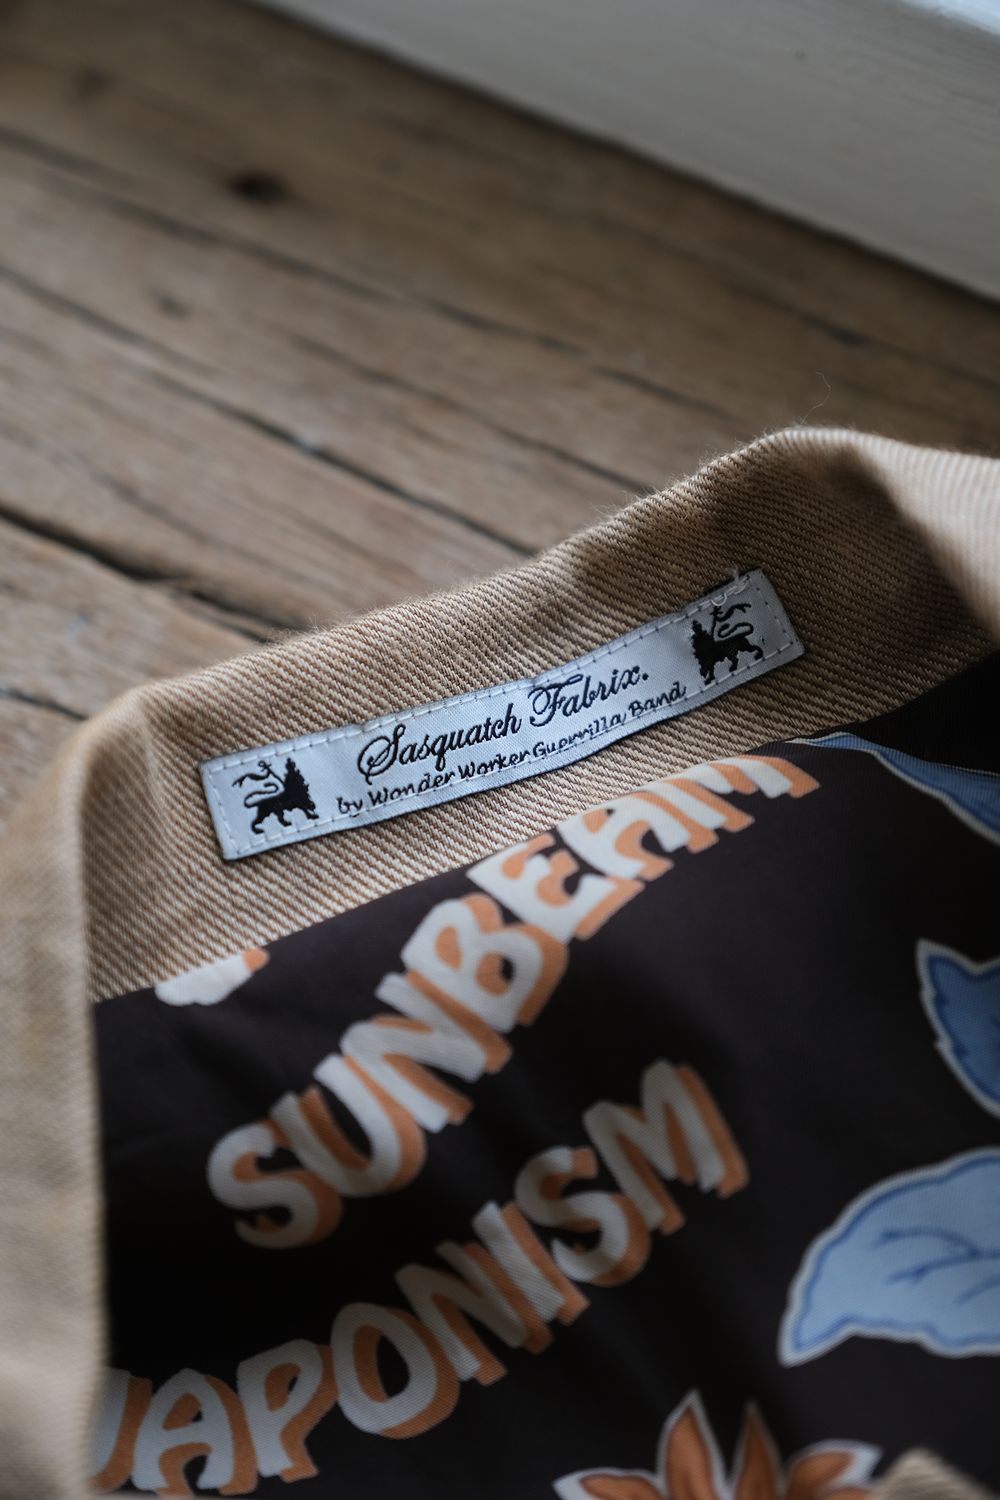 Sasquatch Fabrix.
by Wonder Worker Guerrilla Band
SUNBEAM
JAPONISM